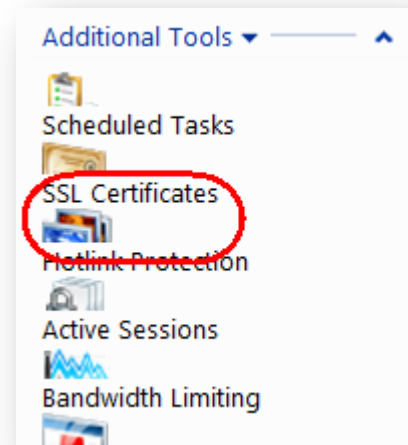 Additional Tools
Scheduled Tasks
SSL Certificates
Hotlink Protection
Active Sessions
Bandwidth Limiting